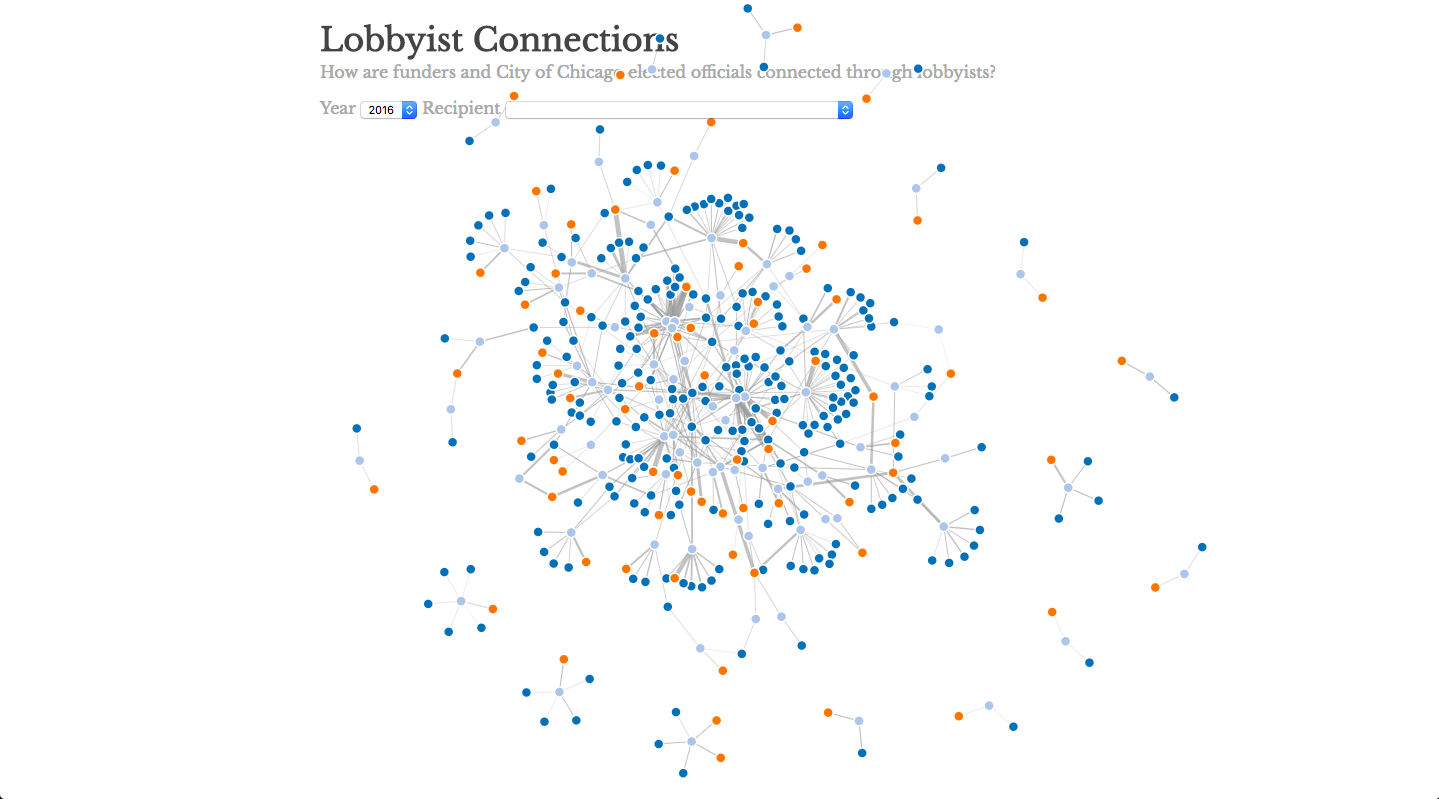 Lobbyist Connections
How are funders and City of Chicago elected officials connected through lobbyists?
Year 2016 Recipient